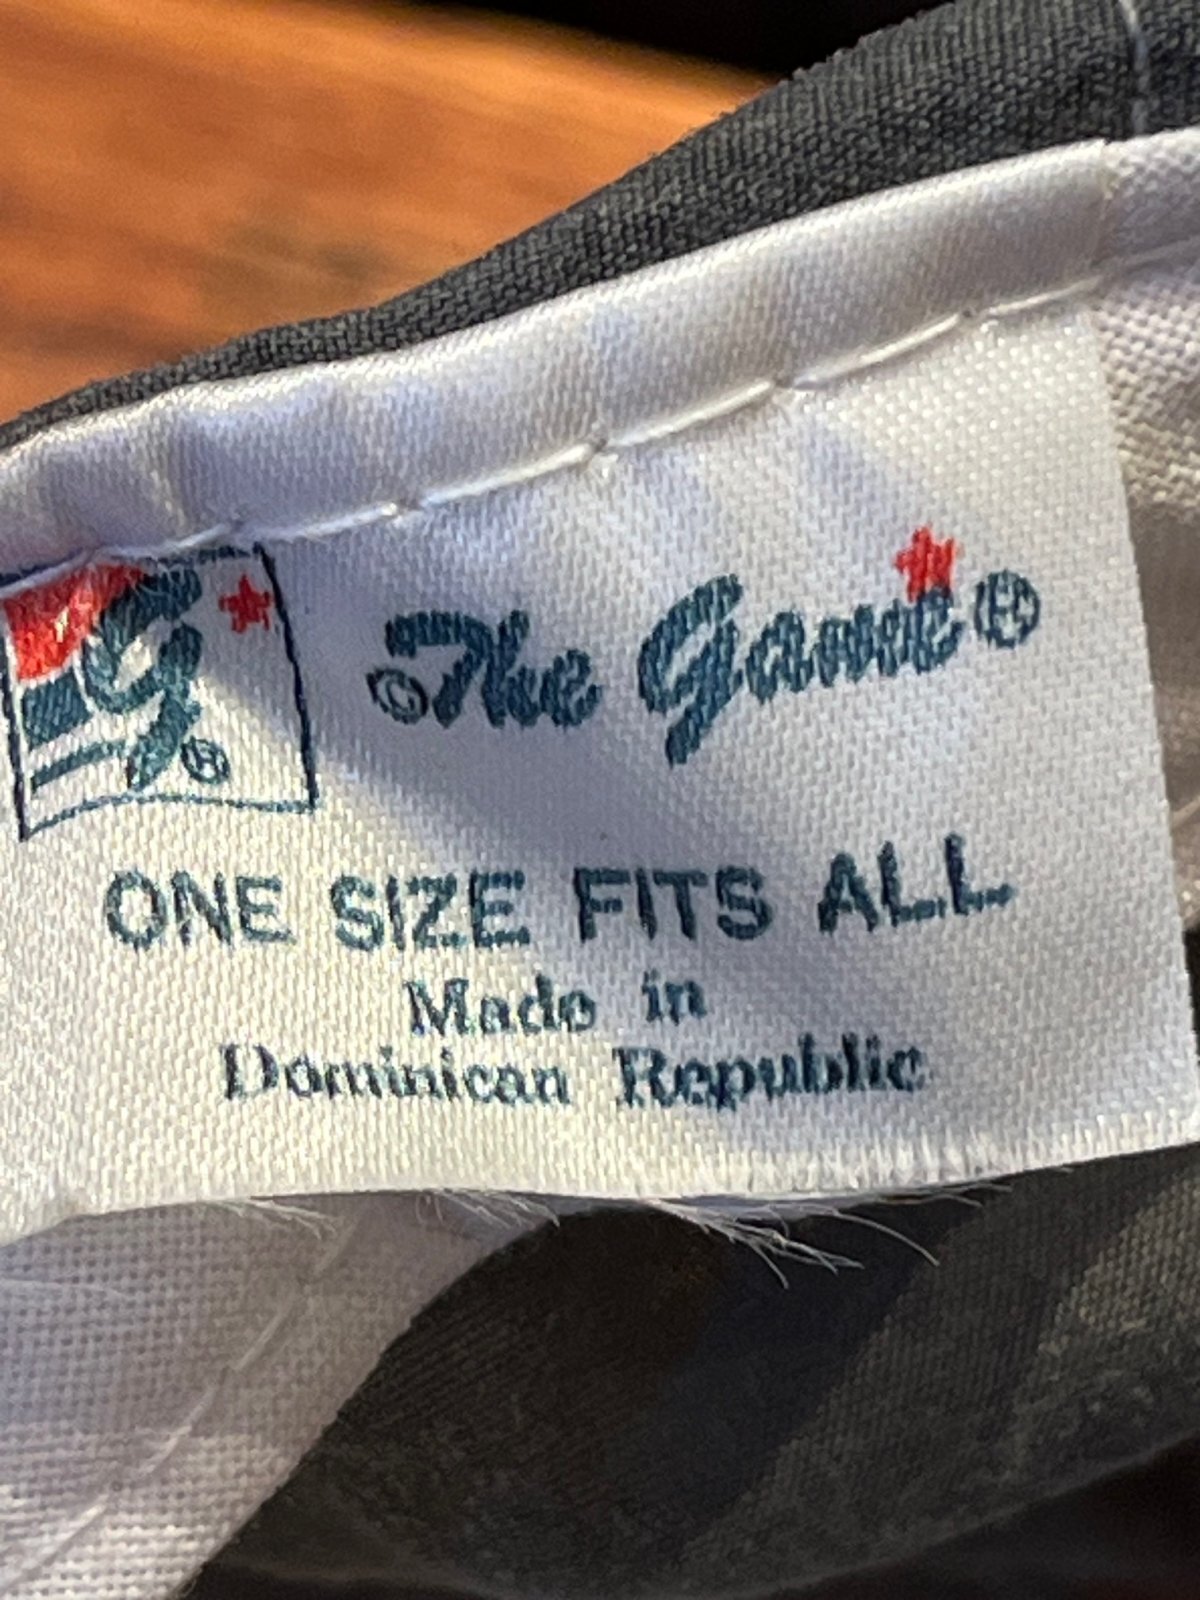 G®
©The Game®
ONE SIZE FITS ALL
Made in
Dominican Republic